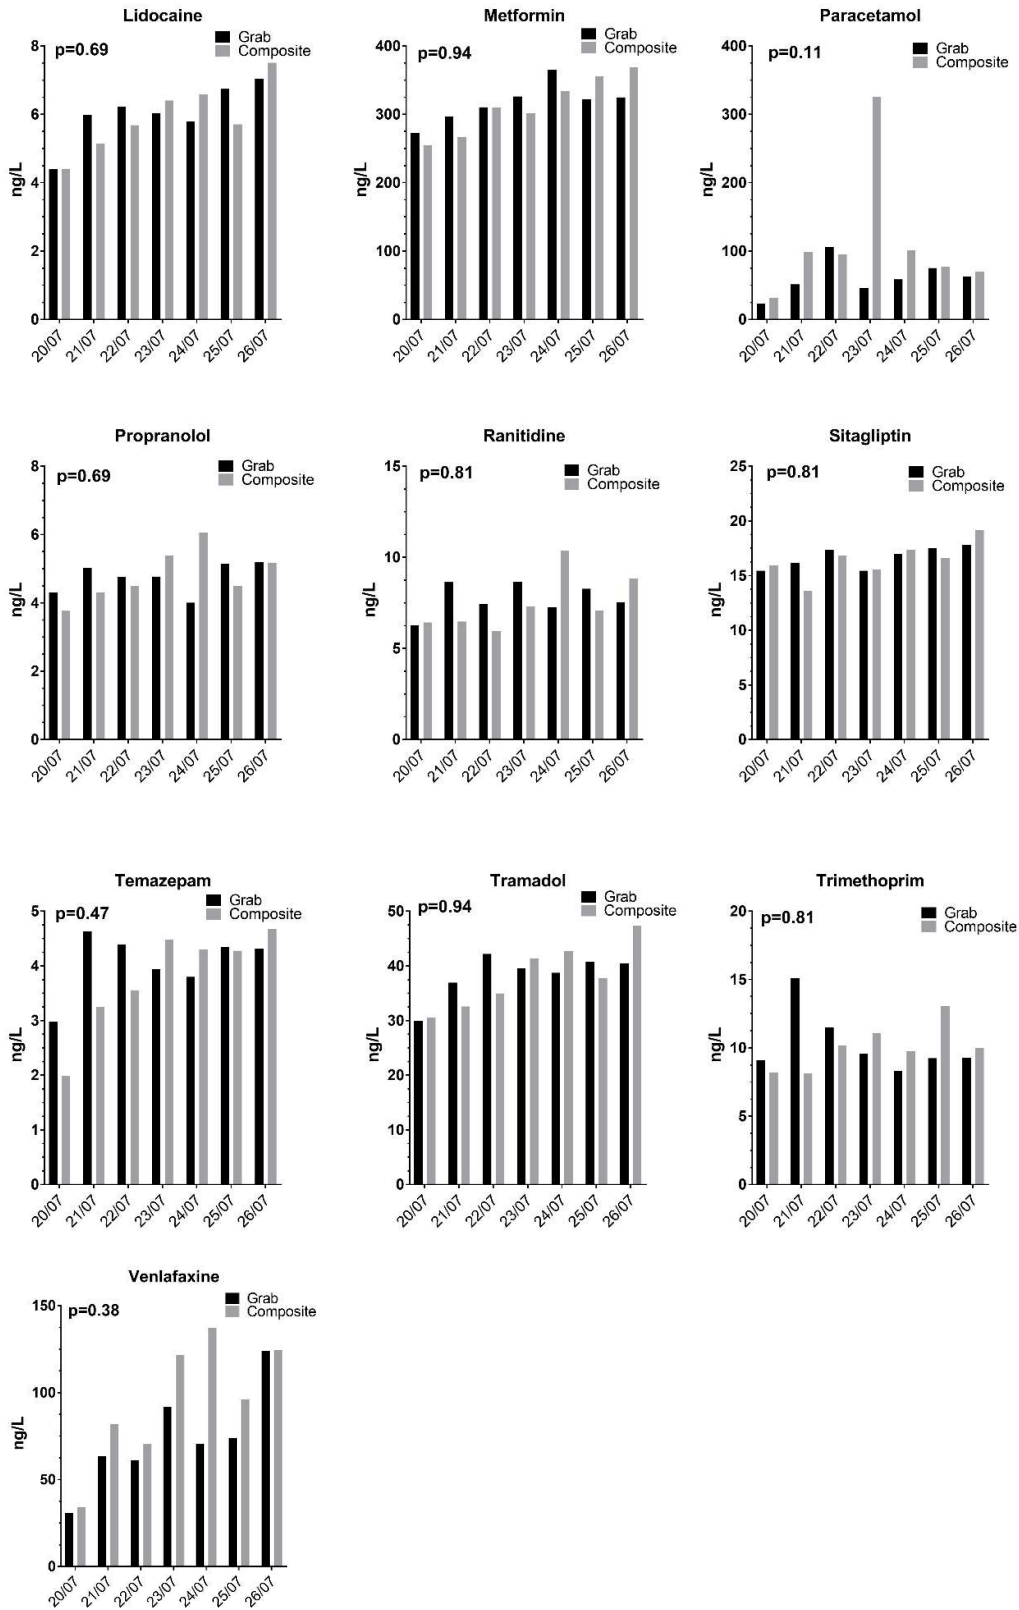 Lidocaine
p=0.69
Grab
Composite
ng/L
8
6
4
2
0
20/07 21/07 22/07 23/07 24/07 25/07 26/07
Metformin
p=0.94
Grab
Composite
ng/L
400
300
200
100
0
20/07 21/07 22/07 23/07 24/07 25/07 26/07
Paracetamol
p=0.11
Grab
Composite
ng/L
400
300
200
100
0
20/07 21/07 22/07 23/07 24/07 25/07 26/07
Propranolol
p=0.69
Grab
Composite
ng/L
8
6
4
2
0
20/07 21/07 22/07 23/07 24/07 25/07 26/07
Ranitidine
p=0.81
Grab
Composite
ng/L
15
10
5
0
20/07 21/07 22/07 23/07 24/07 25/07 26/07
Sitagliptin
p=0.81
Grab
Composite
ng/L
25
20
15
10
5
0
20/07 21/07 22/07 23/07 24/07 25/07 26/07
Temazepam
p=0.47
Grab
Composite
ng/L
5
4
3
2
1
0
20/07 21/07 22/07 23/07 24/07 25/07 26/07
Tramadol
p=0.94
Grab
Composite
ng/L
50
40
30
20
10
0
20/07 21/07 22/07 23/07 24/07 25/07 26/07
Trimethoprim
p=0.81
Grab
Composite
ng/L
20
15
10
5
0
20/07 21/07 22/07 23/07 24/07 25/07 26/07
Venlafaxine
p=0.38
Grab
Composite
ng/L
150
100
50
0
20/07 21/07 22/07 23/07 24/07 25/07 26/07